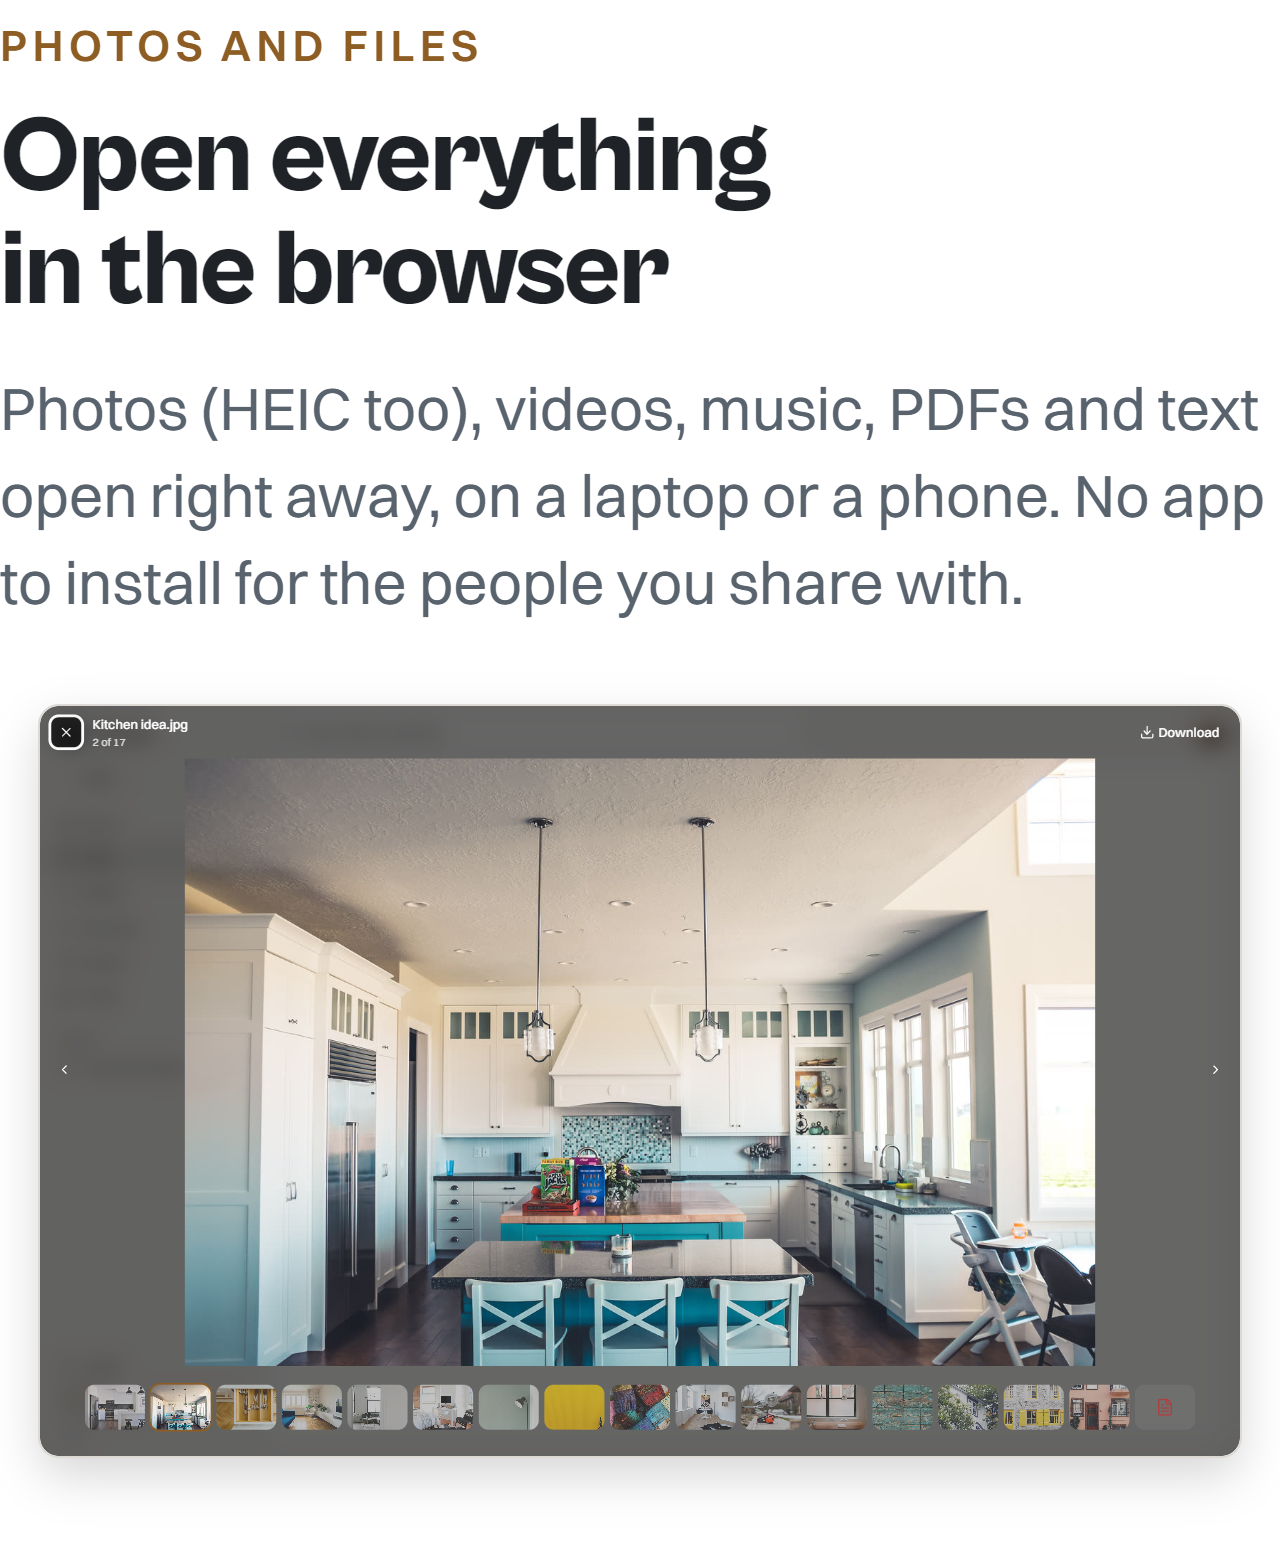 PHOTOS AND FILES
Open everything
in the browser
Photos (HEIC too), videos, music, PDFs and text
open right away, on a laptop or a phone. No app
to install for the people you share with.
Kitchen idea.jpg
2 of 17
Download